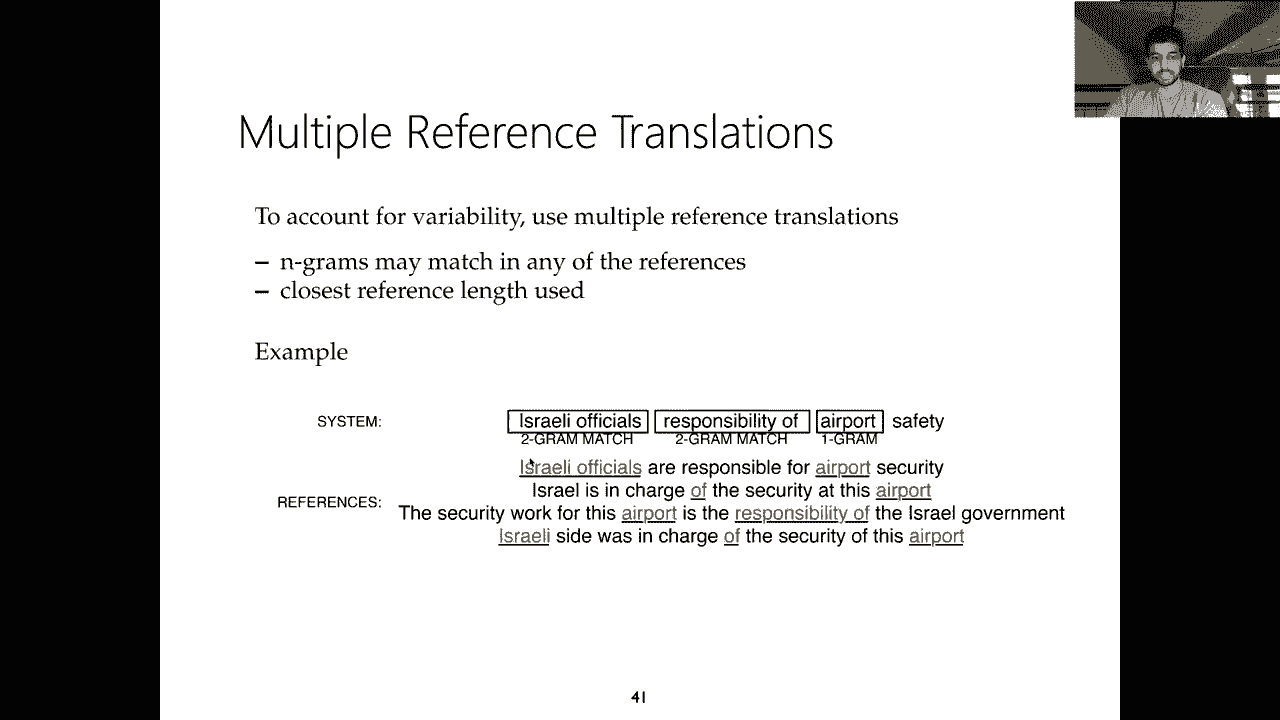 Multiple Reference Translations
To account for variability, use multiple reference translations
– n-grams may match in any of the references
– closest reference length used
Example
SYSTEM: Israeli officials responsibility of airport safety
2-GRAM MATCH 2-GRAM MATCH 1-GRAM
REFERENCES:
Israeli officials are responsible for airport security
Israel is in charge of the security at this airport
The security work for this airport is the responsibility of the Israel government
Israeli side was in charge of the security of this airport
41